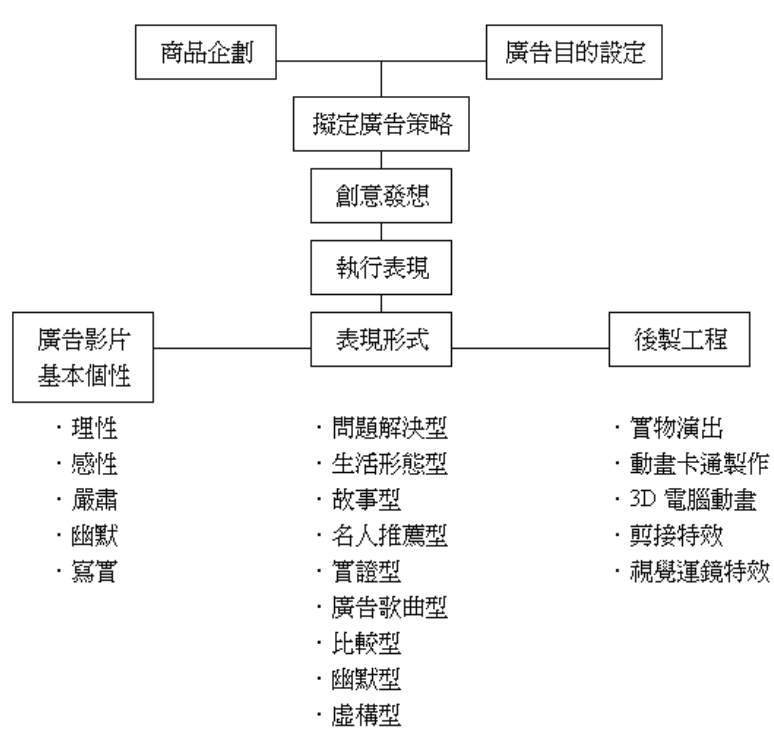 商品企劃
廣告目的設定
擬定廣告策略
創意發想
執行表現
廣告影片
基本個性
表現形式
後製工程
·理性
·感性
·嚴肅
·幽默
·寫實
·問題解決型
·生活形態型
·故事型
·名人推薦型
·實證型
·廣告歌曲型
·比較型
·幽默型
·虛構型
·實物演出
·動畫卡通製作
·3D 電腦動畫
·剪接特效
·視覺運鏡特效